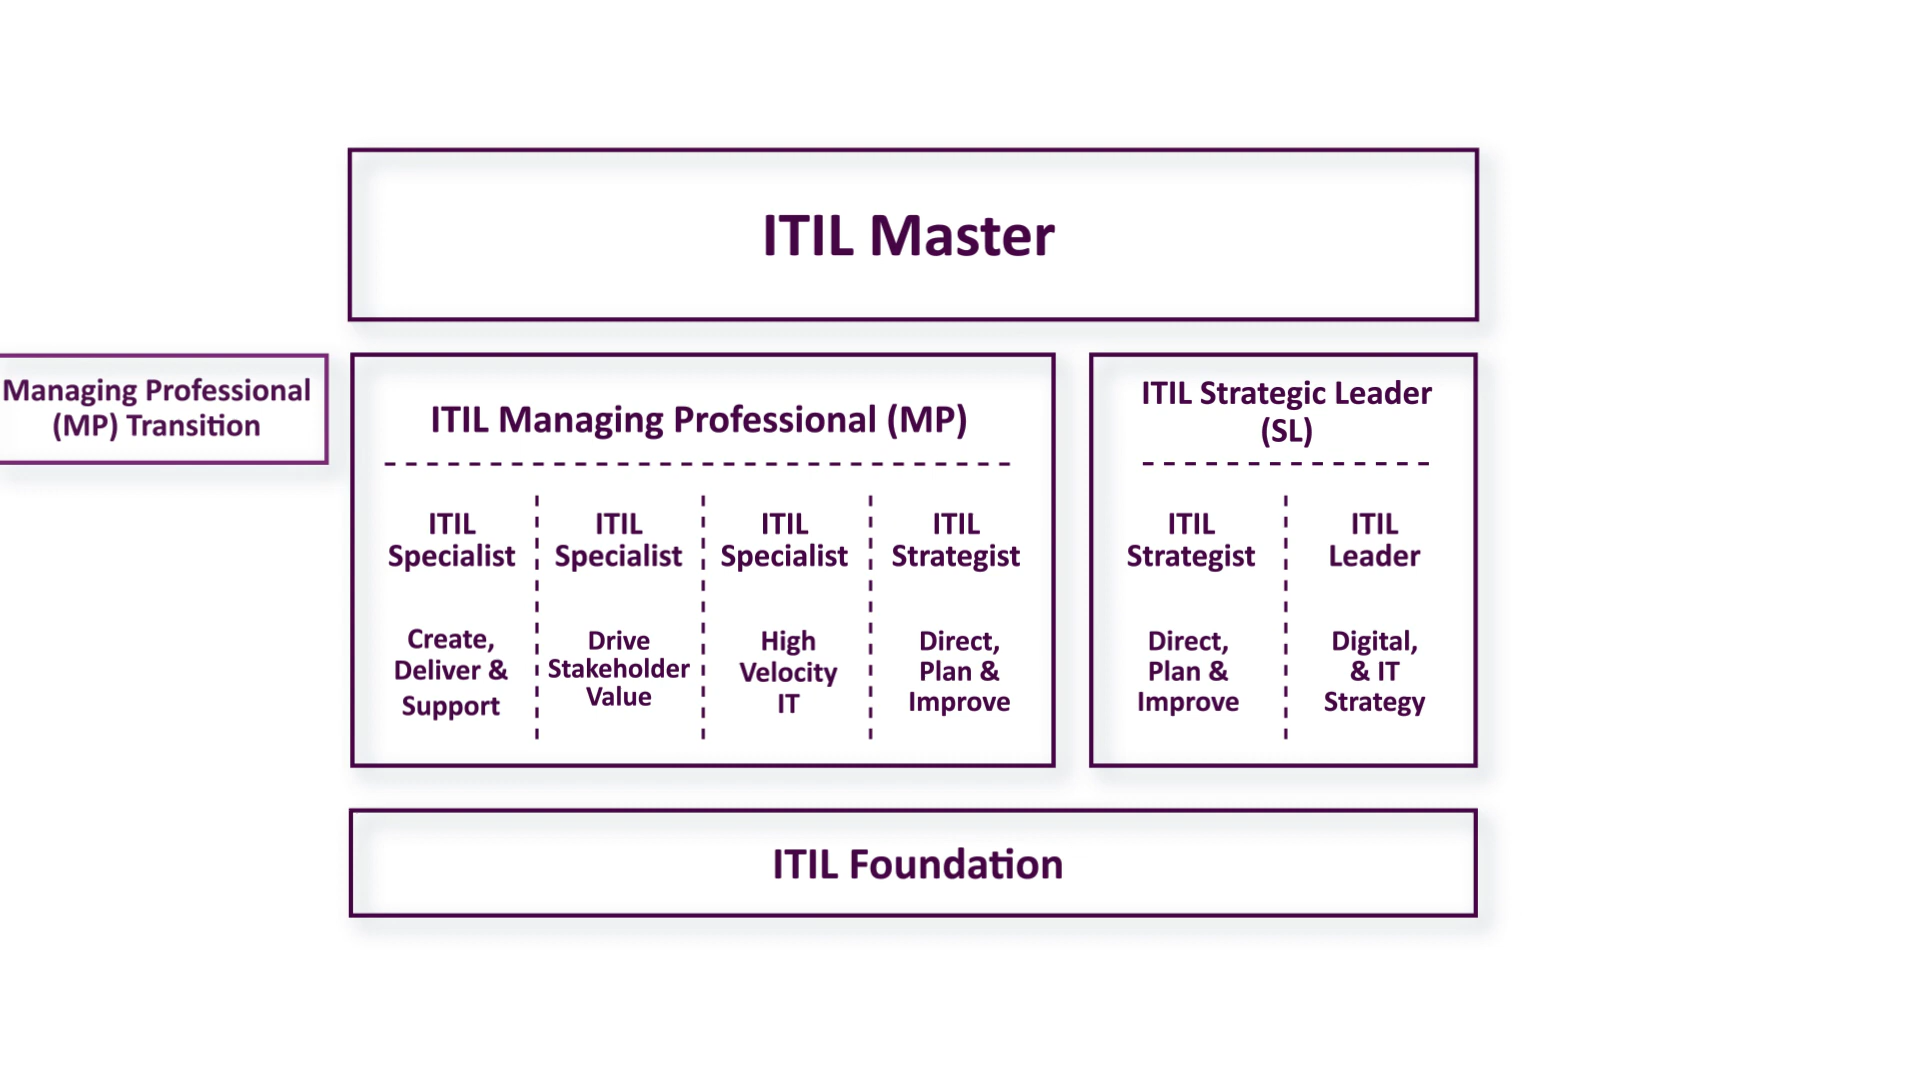 ITIL Master
Managing Professional
(MP) Transition
ITIL Managing Professional (MP)
ITIL
Specialist
Create,
Deliver &
Support
ITIL
Specialist
Drive
Stakeholder
Value
ITIL
Specialist
High
Velocity
IT
ITIL
Strategist
Direct,
Plan &
Improve
ITIL Strategic Leader
(SL)
ITIL
Strategist
Direct,
Plan &
Improve
ITIL
Leader
Digital,
& IT
Strategy
ITIL Foundation